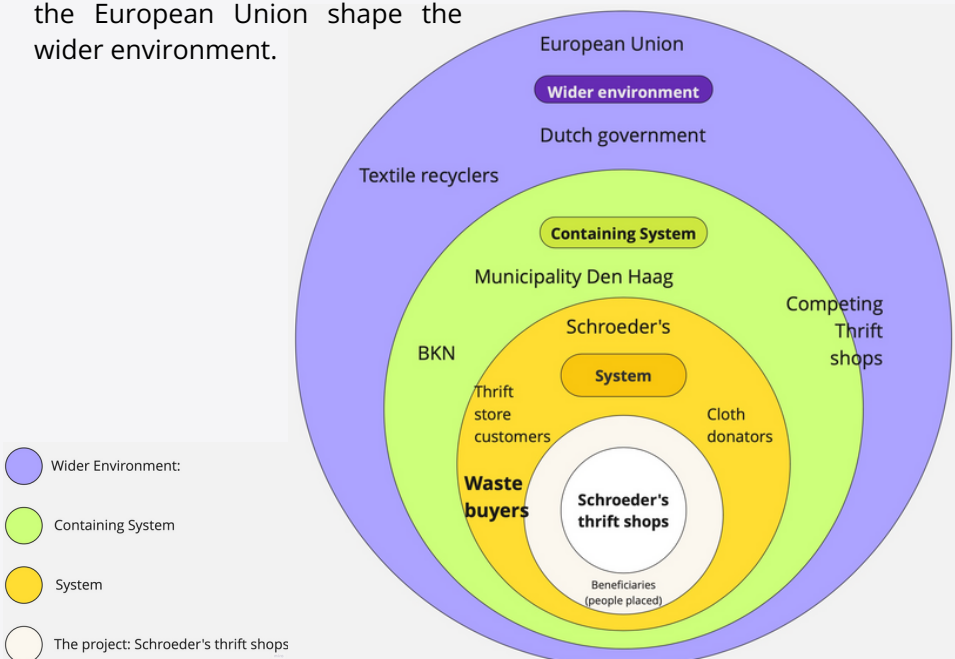 the European Union shape the
wider environment.
European Union
Wider environment
Dutch government
Textile recyclers
Containing System
Municipality Den Haag
Competing
Thrift
shops
Schroeder's
BKN
System
Thrift
store
customers
Cloth
donators
Waste
buyers
Schroeder's
thrift shops
Beneficiaries
(people placed)
Wider Environment:
Containing System
System
The project: Schroeder's thrift shops